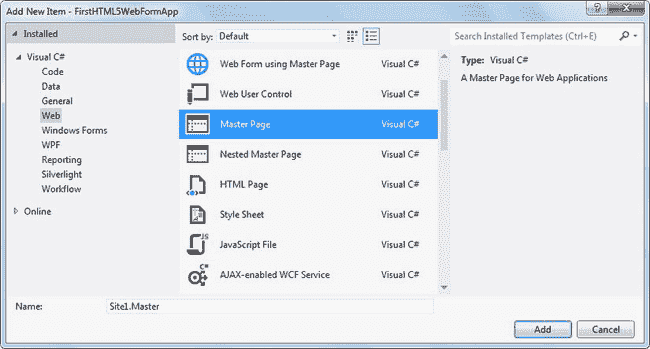 Add New Item - FirstHTML5WebFormApp
Installed
Sort by: Default
Search Installed Templates (Ctrl+E)
Visual C#
Code
Data
General
Web
Windows Forms
WPF
Reporting
Silverlight
Workflow
Online
Web Form using Master Page Visual C#
Web User Control Visual C#
Master Page Visual C#
Nested Master Page Visual C#
HTML Page Visual C#
Style Sheet Visual C#
JS
JavaScript File Visual C#
C#
AJAX-enabled WCF Service Visual C#
Type: Visual C#
A Master Page for Web Applications
Name: Site1.Master
Add
Cancel